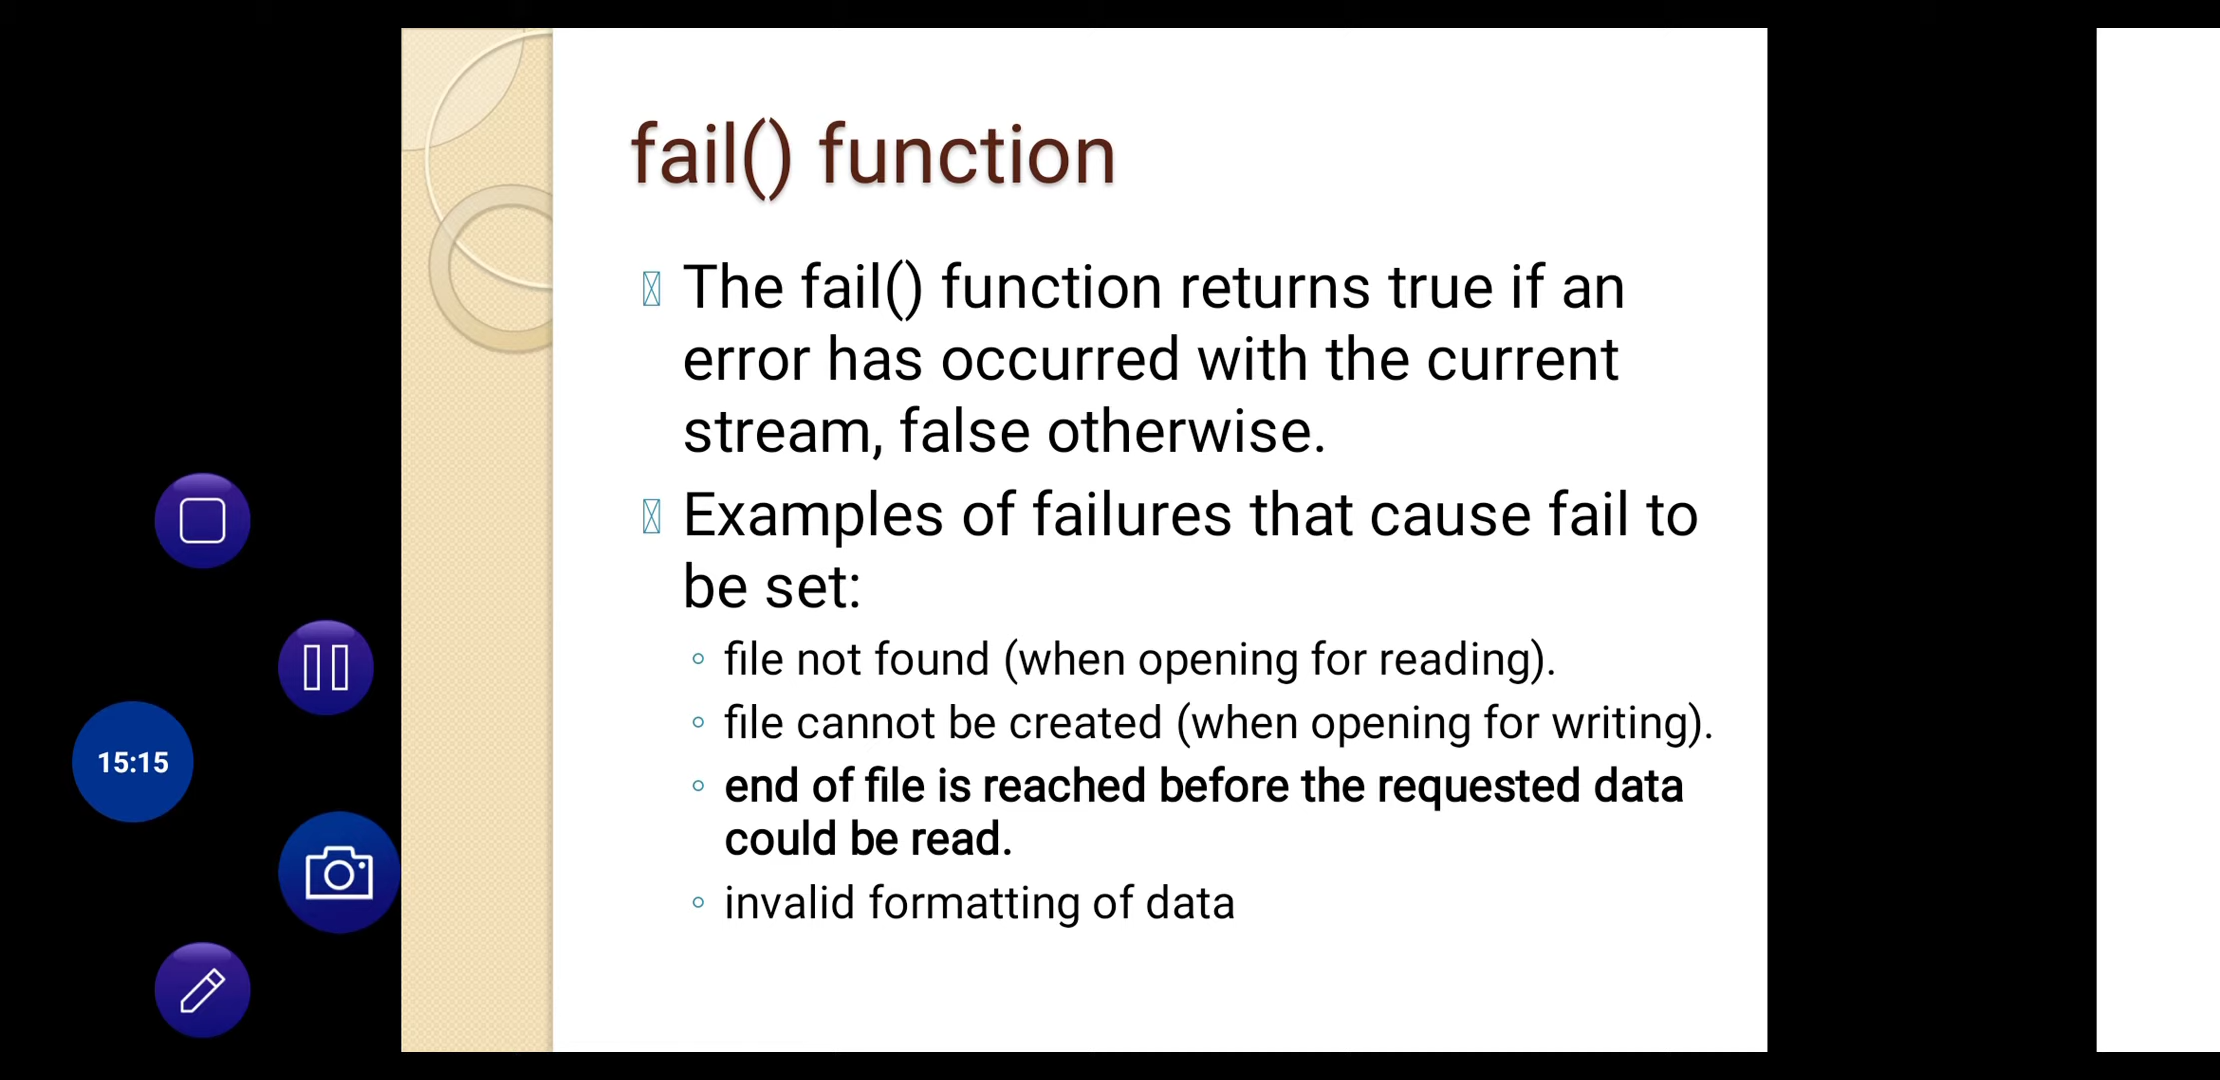 fail() function
The fail() function returns true if an
error has occurred with the current
stream, false otherwise.
Examples of failures that cause fail to
be set:
file not found (when opening for reading).
file cannot be created (when opening for writing).
end of file is reached before the requested data
could be read.
invalid formatting of data
15:15